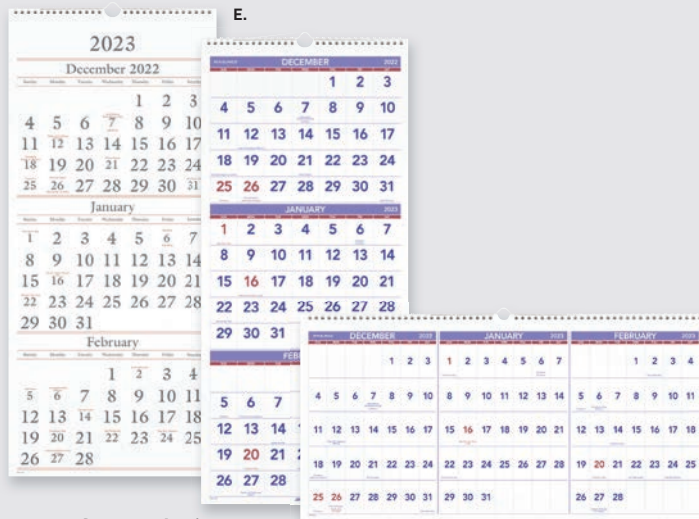 E.
2023
December 2022
1 2 3
4 5 6 7 8 9 10
11 12 13 14 15 16 17
18 19 20 21 22 23 24
25 26 27 28 29 30 31
January
1 2 3 4 5 6 7
8 9 10 11 12 13 14
15 16 17 18 19 20 21
22 23 24 25 26 27 28
29 30 31
February
1 2 3 4
5 6 7 8 9 10 11
12 13 14 15 16 17 18
19 20 21 22 23 24 25
26 27 28
DECEMBER 2022
1 2 3
4 5 6 7 8 9 10
11 12 13 14 15 16 17
18 19 20 21 22 23 24
25 26 27 28 29 30 31
JANUARY 2023
1 2 3 4 5 6 7
8 9 10 11 12 13 14
15 16 17 18 19 20 21
22 23 24 25 26 27 28
29 30 31
FEB
5 6 7
12 13 14
19 20 21
26 27 28
DECEMBER 2022 JANUARY 2023 FEBRUARY 2023
1 2 3 1 2 3 4 5 6 7 1 2 3 4
4 5 6 7 8 9 10 8 9 10 11 12 13 14 5 6 7 8 9 10 11
11 12 13 14 15 16 17 15 16 17 18 19 20 21 12 13 14 15 16 17 18
18 19 20 21 22 23 24 22 23 24 25 26 27 28 19 20 21 22 23 24 25
25 26 27 28 29 30 31 29 30 31 26 27 28